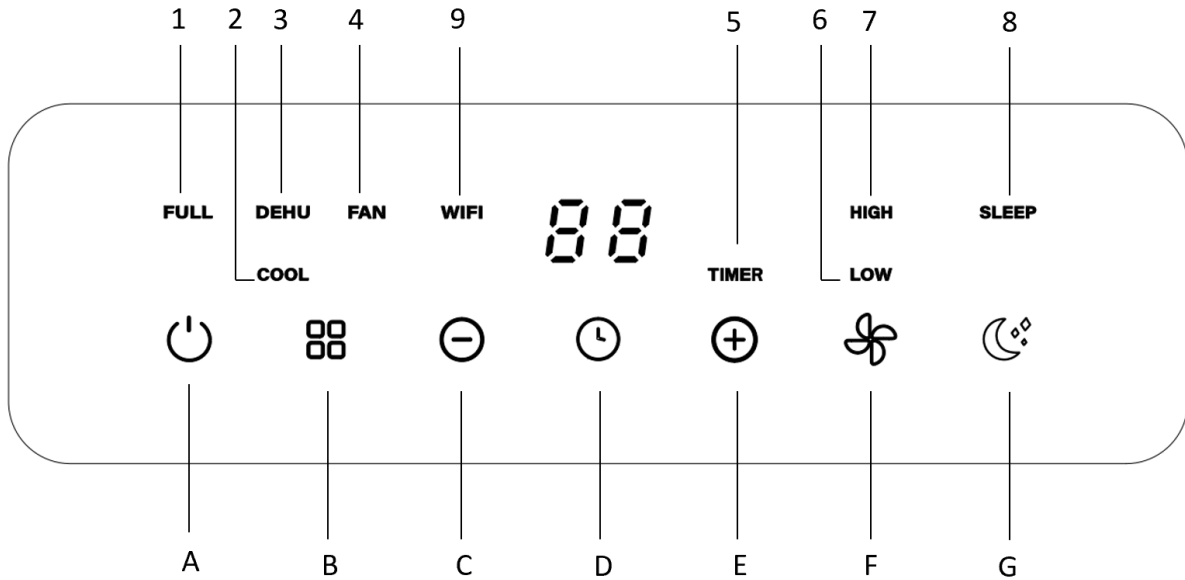 1 2 3 4 9 5 6 7 8
FULL DEHU FAN WIFI 88 HIGH SLEEP
COOL TIMER LOW
A B C D E F G